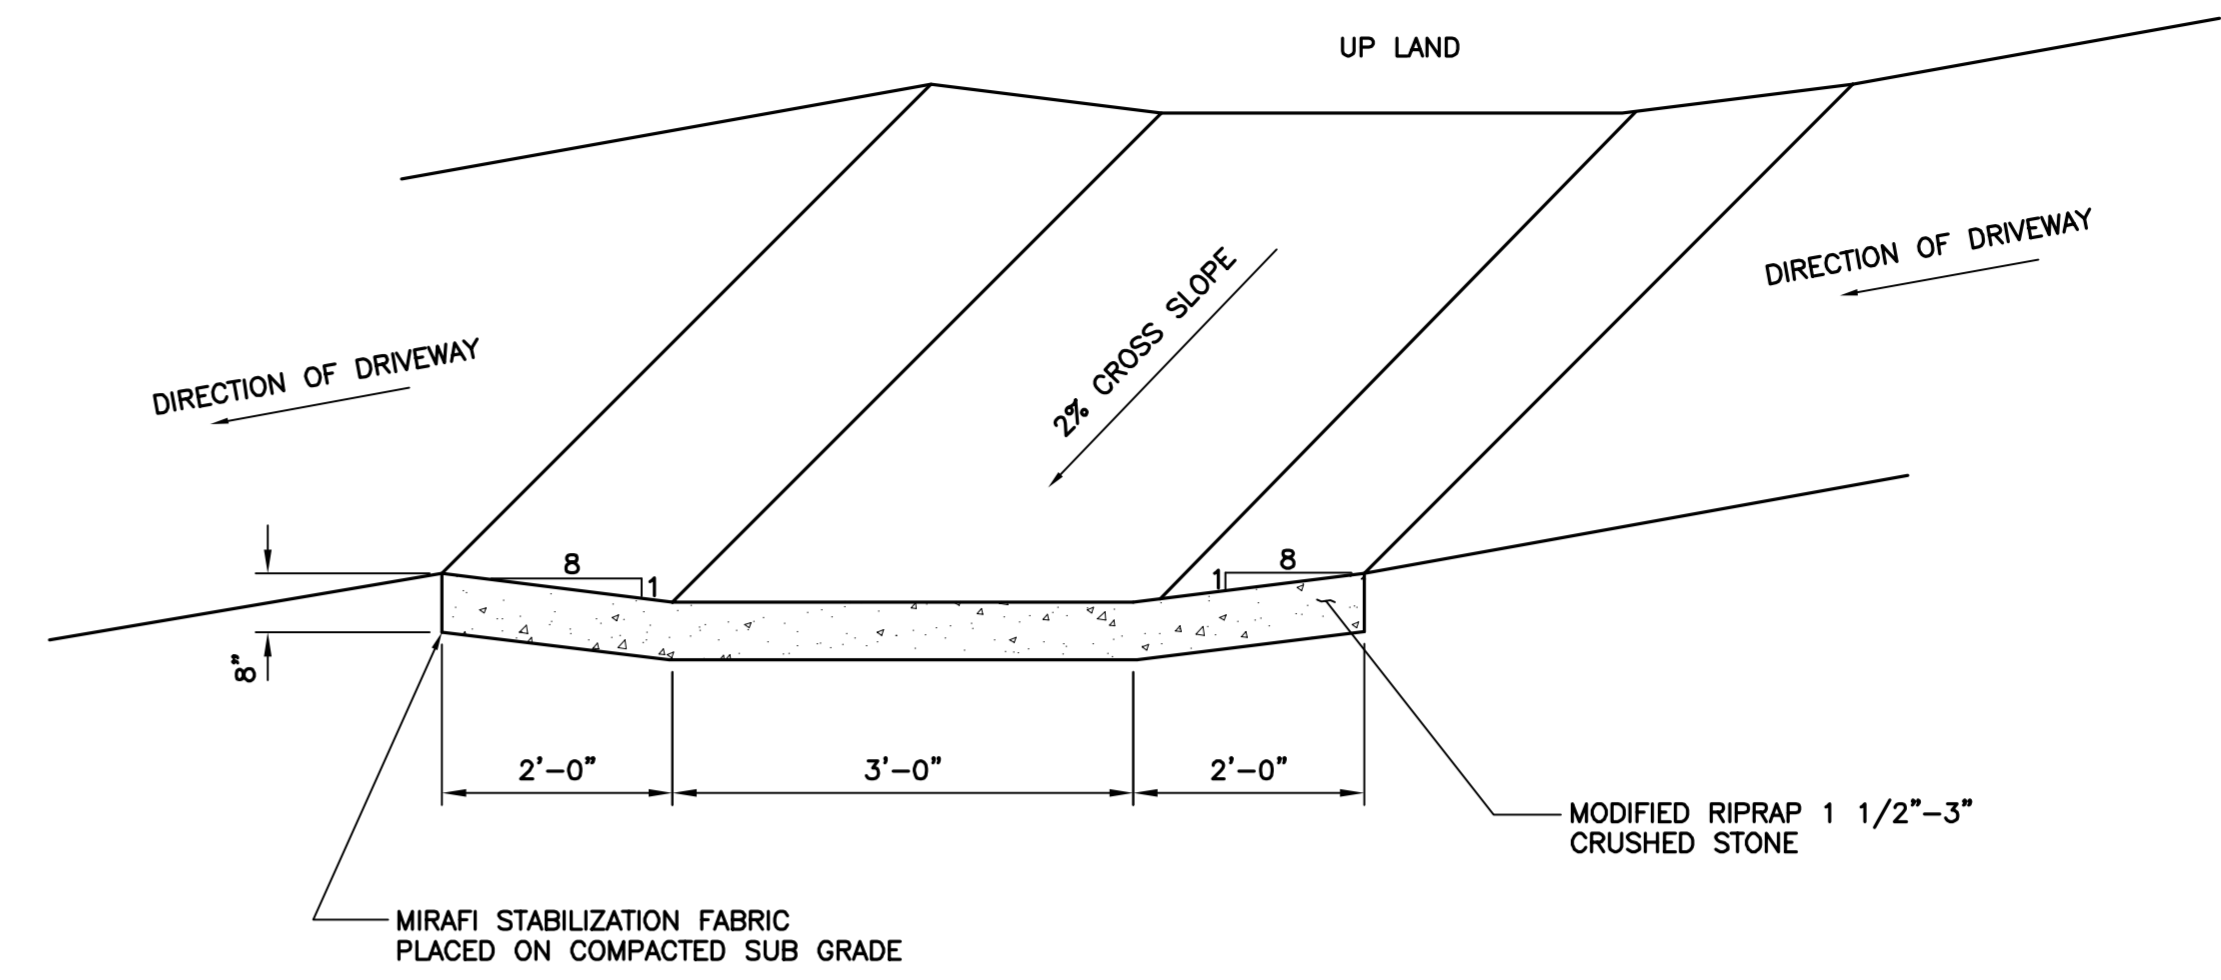 UP LAND
DIRECTION OF DRIVEWAY
2% CROSS SLOPE
DIRECTION OF DRIVEWAY
8
1
1
8
8"
2'-0"
3'-0"
2'-0"
MODIFIED RIPRAP 1 1/2"-3"
CRUSHED STONE
MIRAFI STABILIZATION FABRIC
PLACED ON COMPACTED SUB GRADE